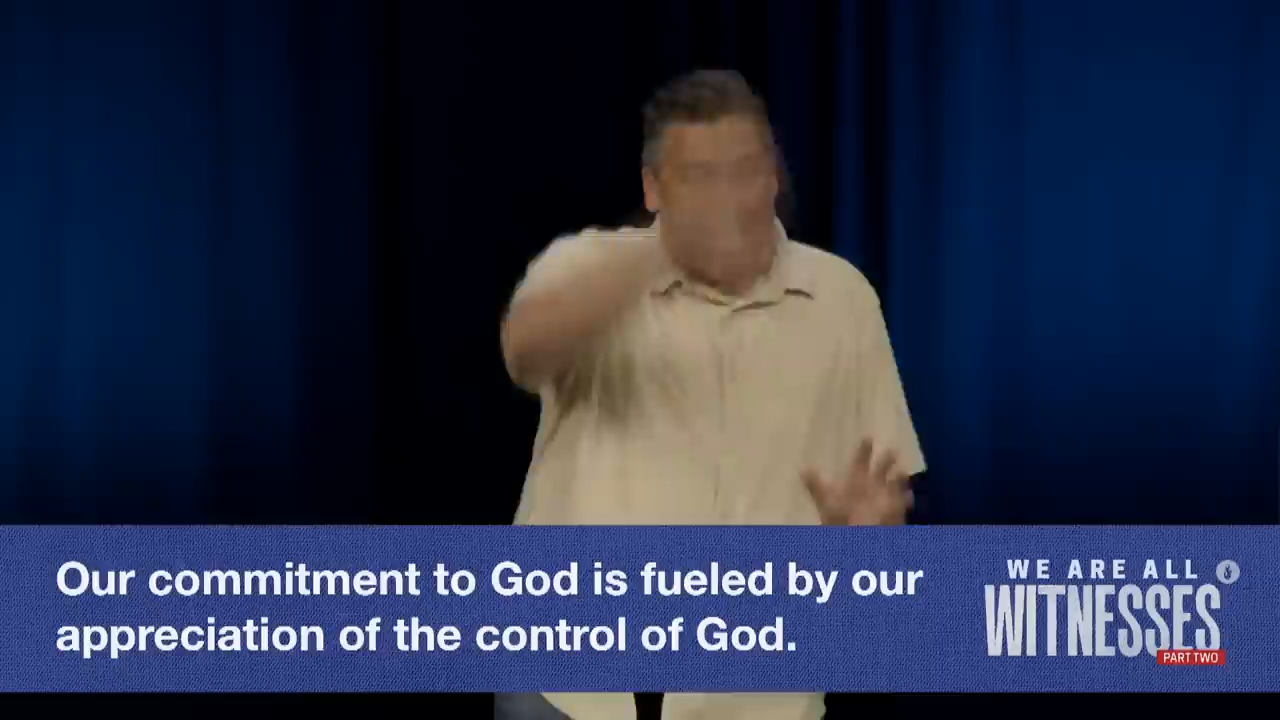 Our commitment to God is fueled by our
appreciation of the control of God.
WE ARE ALL
WITNESSES
PART TWO